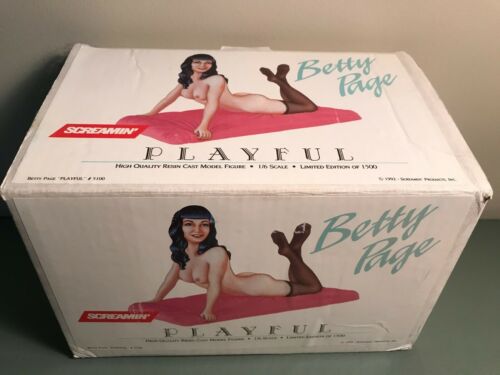 Betty
Page
SCREAMIN'
PLAYFUL
HIGH QUALITY RESIN CAST MODEL FIGURE • 1/6 SCALE • LIMITED EDITION OF 1500
BETTY PAGE "PLAYFUL" # 1100
© 1992 - SCREAMIN' PRODUCTS, INC.
Betty
Page
SCREAMIN'
PLAYFUL
HIGH QUALITY RESIN CAST MODEL FIGURE • 1/6 SCALE • LIMITED EDITION OF 1500